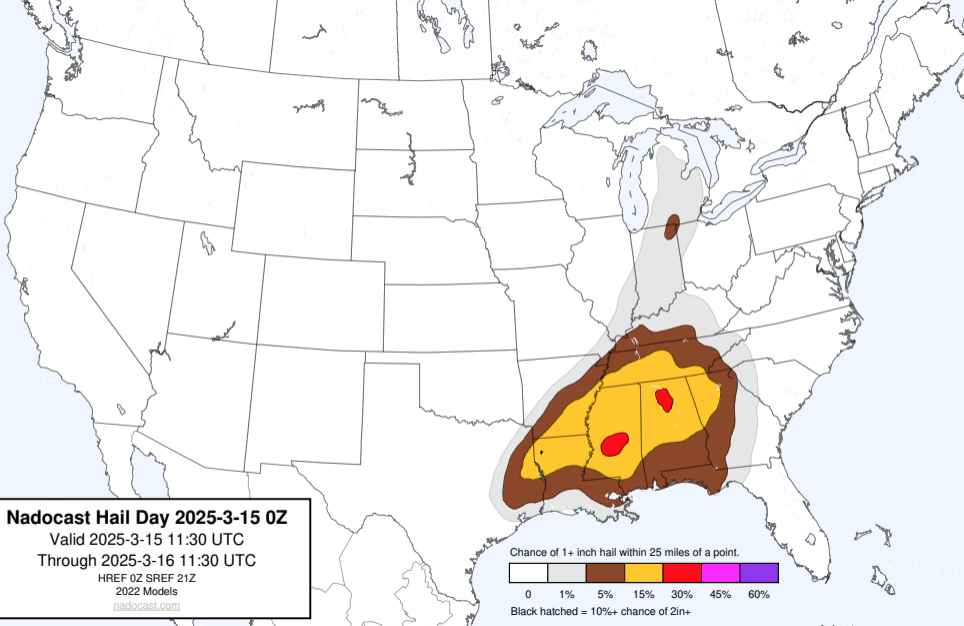 Nadocast Hail Day 2025-3-15 0Z
Valid 2025-3-15 11:30 UTC
Through 2025-3-16 11:30 UTC
HREF 0Z SREF 21Z
2022 Models
nadocast.com
Chance of 1+ inch hail within 25 miles of a point.
0 1% 5% 15% 30% 45% 60%
Black hatched = 10%+ chance of 2in+